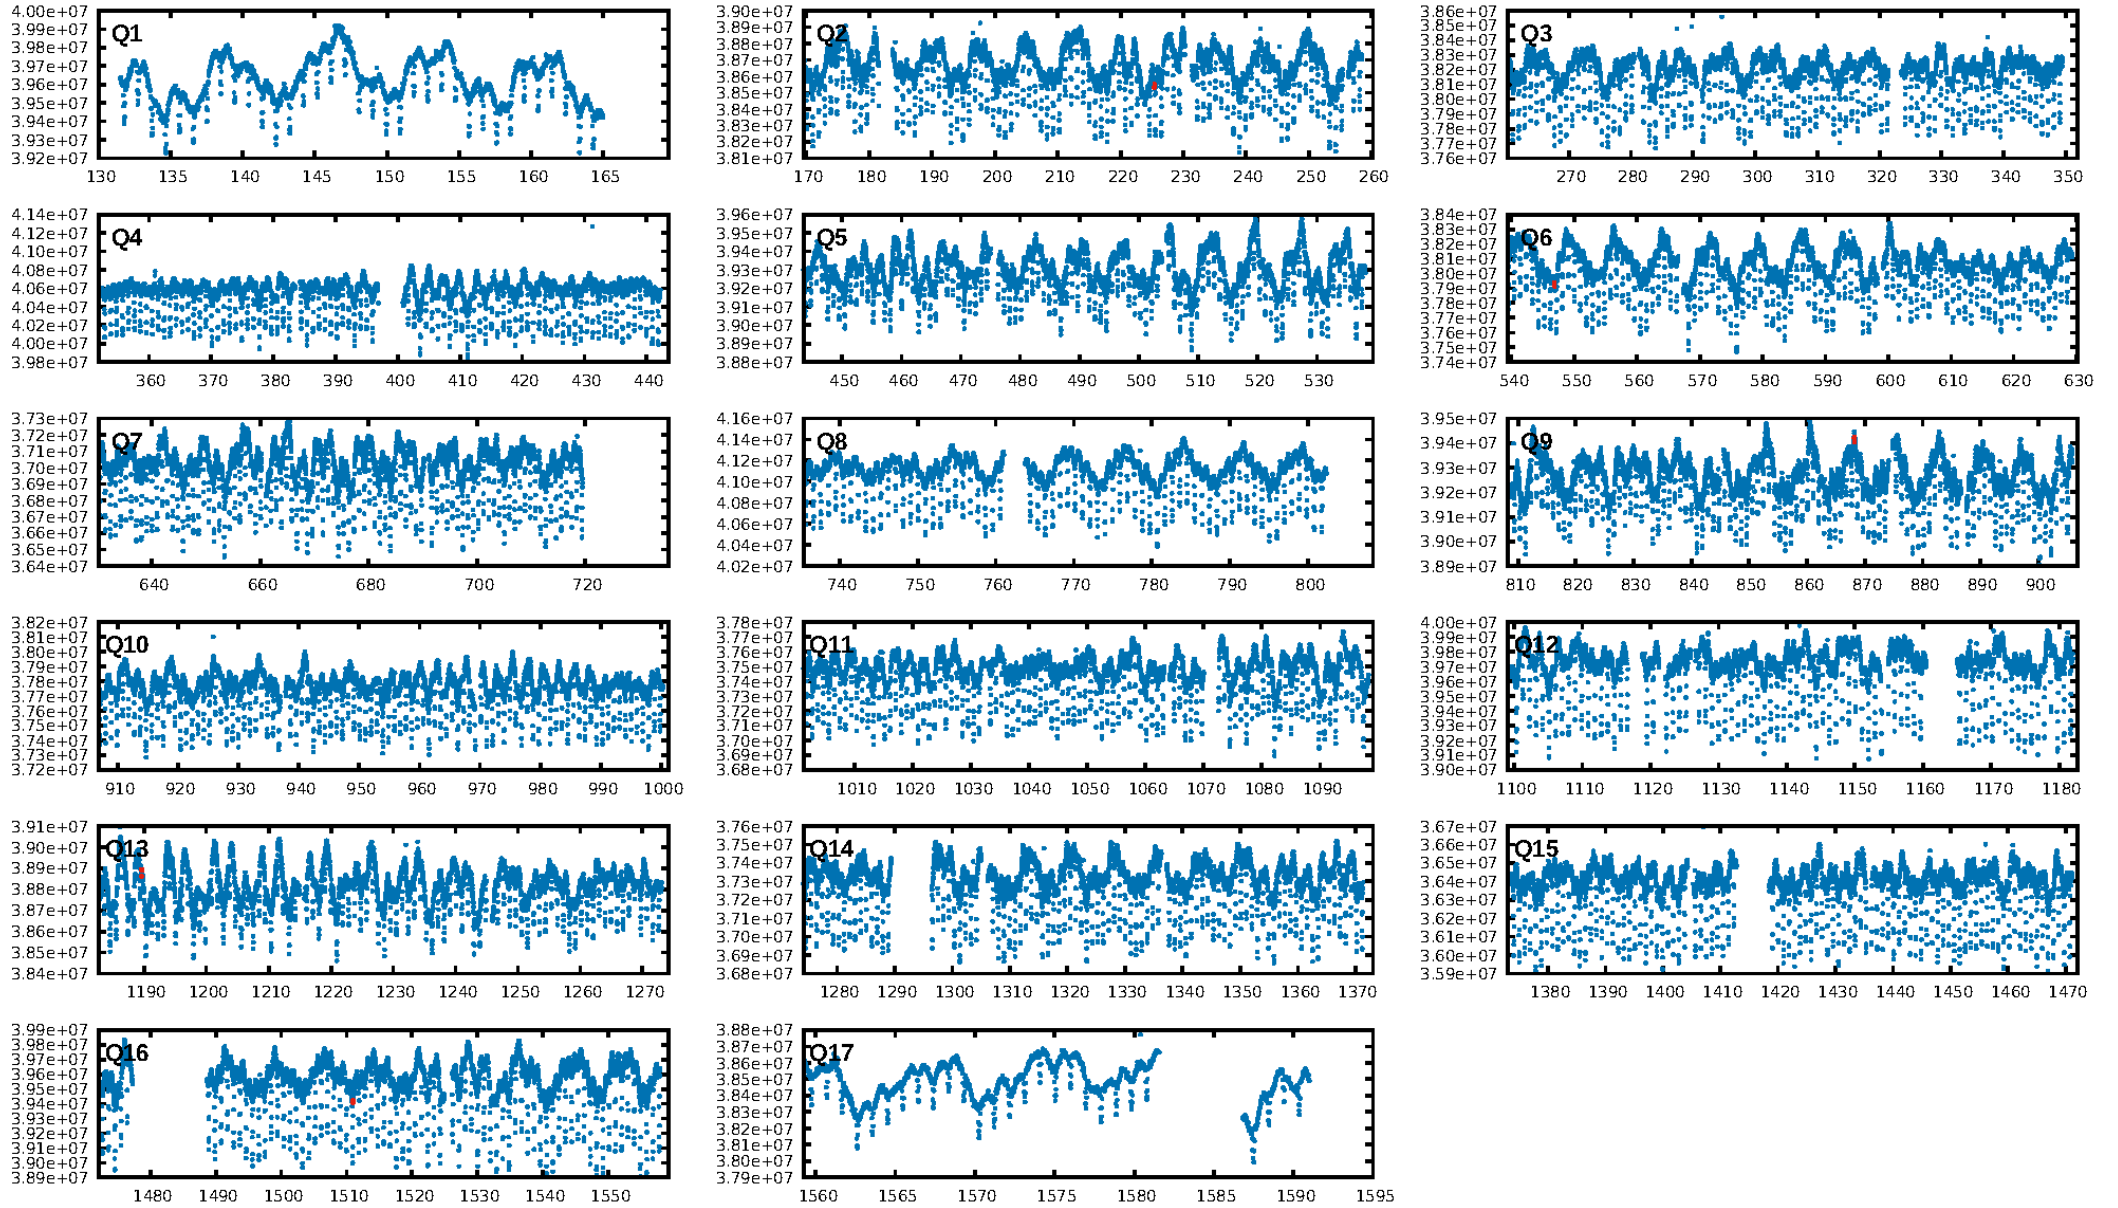 4.00e+07
3.99e+07
3.98e+07
3.97e+07
3.96e+07
3.95e+07
3.94e+07
3.93e+07
3.92e+07
Q1
130 135 140 145 150 155 160 165
3.90e+07
3.89e+07
3.88e+07
3.87e+07
3.86e+07
3.85e+07
3.84e+07
3.83e+07
3.82e+07
3.81e+07
Q2
170 180 190 200 210 220 230 240 250 260
3.86e+07
3.85e+07
3.84e+07
3.83e+07
3.82e+07
3.81e+07
3.80e+07
3.79e+07
3.78e+07
3.77e+07
3.76e+07
Q3
270 280 290 300 310 320 330 340 350
4.14e+07
4.12e+07
4.10e+07
4.08e+07
4.06e+07
4.04e+07
4.02e+07
4.00e+07
3.98e+07
Q4
360 370 380 390 400 410 420 430 440
3.96e+07
3.95e+07
3.94e+07
3.93e+07
3.92e+07
3.91e+07
3.90e+07
3.89e+07
3.88e+07
Q5
450 460 470 480 490 500 510 520 530
3.84e+07
3.83e+07
3.82e+07
3.81e+07
3.80e+07
3.79e+07
3.78e+07
3.77e+07
3.76e+07
3.75e+07
3.74e+07
Q6
540 550 560 570 580 590 600 610 620 630
3.73e+07
3.72e+07
3.71e+07
3.70e+07
3.69e+07
3.68e+07
3.67e+07
3.66e+07
3.65e+07
3.64e+07
Q7
640 660 680 700 720
4.16e+07
4.14e+07
4.12e+07
4.10e+07
4.08e+07
4.06e+07
4.04e+07
4.02e+07
Q8
740 750 760 770 780 790 800
3.95e+07
3.94e+07
3.93e+07
3.92e+07
3.91e+07
3.90e+07
3.89e+07
Q9
810 820 830 840 850 860 870 880 890 900
3.82e+07
3.81e+07
3.80e+07
3.79e+07
3.78e+07
3.77e+07
3.76e+07
3.75e+07
3.74e+07
3.73e+07
3.72e+07
Q10
910 920 930 940 950 960 970 980 990 1000
3.78e+07
3.77e+07
3.76e+07
3.75e+07
3.74e+07
3.73e+07
3.72e+07
3.71e+07
3.70e+07
3.69e+07
3.68e+07
Q11
1010 1020 1030 1040 1050 1060 1070 1080 1090
4.00e+07
3.99e+07
3.98e+07
3.97e+07
3.96e+07
3.95e+07
3.94e+07
3.93e+07
3.92e+07
3.91e+07
3.90e+07
Q12
1100 1110 1120 1130 1140 1150 1160 1170 1180
3.91e+07
3.90e+07
3.89e+07
3.88e+07
3.87e+07
3.86e+07
3.85e+07
3.84e+07
Q13
1190 1200 1210 1220 1230 1240 1250 1260 1270
3.76e+07
3.75e+07
3.74e+07
3.73e+07
3.72e+07
3.71e+07
3.70e+07
3.69e+07
3.68e+07
Q14
1280 1290 1300 1310 1320 1330 1340 1350 1360 1370
3.67e+07
3.66e+07
3.65e+07
3.64e+07
3.63e+07
3.62e+07
3.61e+07
3.60e+07
3.59e+07
Q15
1380 1390 1400 1410 1420 1430 1440 1450 1460 1470
3.99e+07
3.98e+07
3.97e+07
3.96e+07
3.95e+07
3.94e+07
3.93e+07
3.92e+07
3.91e+07
3.90e+07
3.89e+07
Q16
1480 1490 1500 1510 1520 1530 1540 1550
3.88e+07
3.87e+07
3.86e+07
3.85e+07
3.84e+07
3.83e+07
3.82e+07
3.81e+07
3.80e+07
3.79e+07
Q17
1560 1565 1570 1575 1580 1585 1590 1595